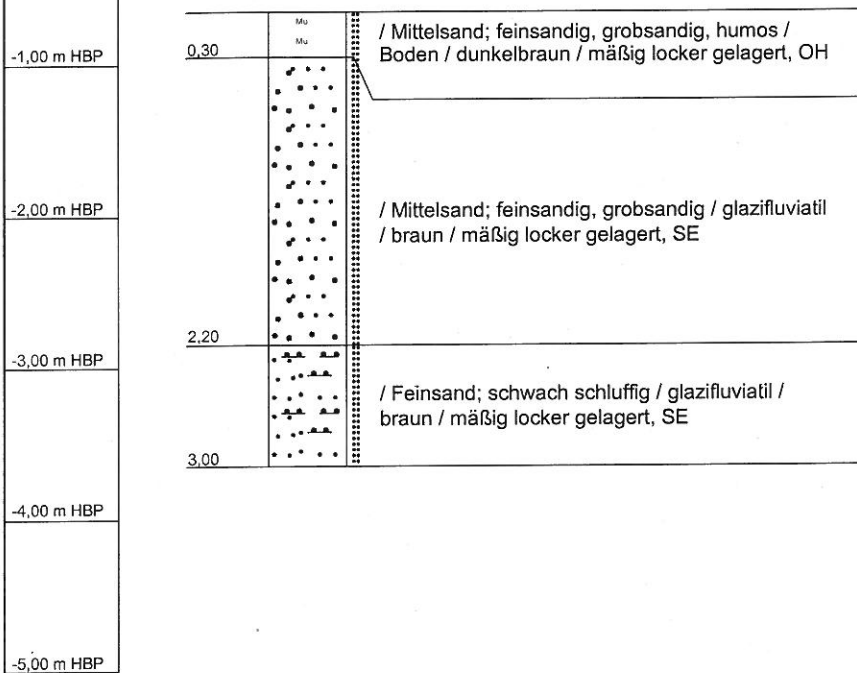 Mu
Mu
/ Mittelsand; feinsandig, grobsandig, humos /
Boden / dunkelbraun / mäßig locker gelagert, OH
0,30
-1,00 m HBP
-2,00 m HBP
/ Mittelsand; feinsandig, grobsandig / glazifluviatil
/ braun / mäßig locker gelagert, SE
2,20
-3,00 m HBP
/ Feinsand; schwach schluffig / glazifluviatil /
braun / mäßig locker gelagert, SE
3,00
-4,00 m HBP
-5,00 m HBP